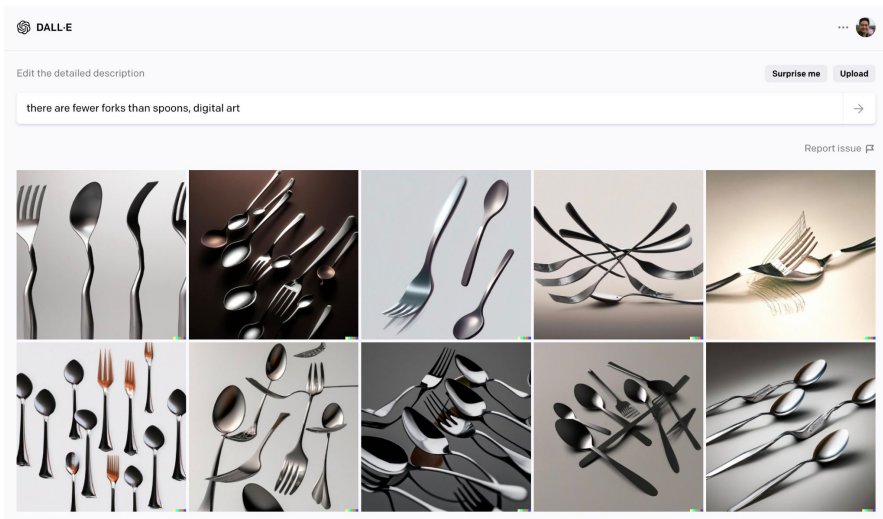 DALL·E
Edit the detailed description
Surprise me
Upload
there are fewer forks than spoons, digital art
Report issue